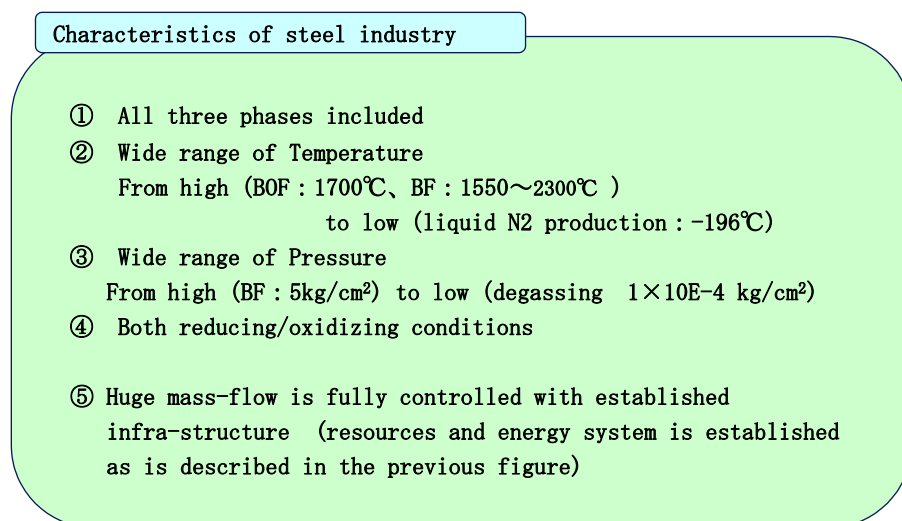 Characteristics of steel industry
① All three phases included
② Wide range of Temperature
From high (BOF：1700℃、BF：1550～2300℃ )
to low (liquid N2 production：-196℃)
③ Wide range of Pressure
From high (BF：5kg/cm²) to low (degassing 1×10E-4 kg/cm²)
④ Both reducing/oxidizing conditions
⑤ Huge mass-flow is fully controlled with established
infra-structure (resources and energy system is established
as is described in the previous figure)